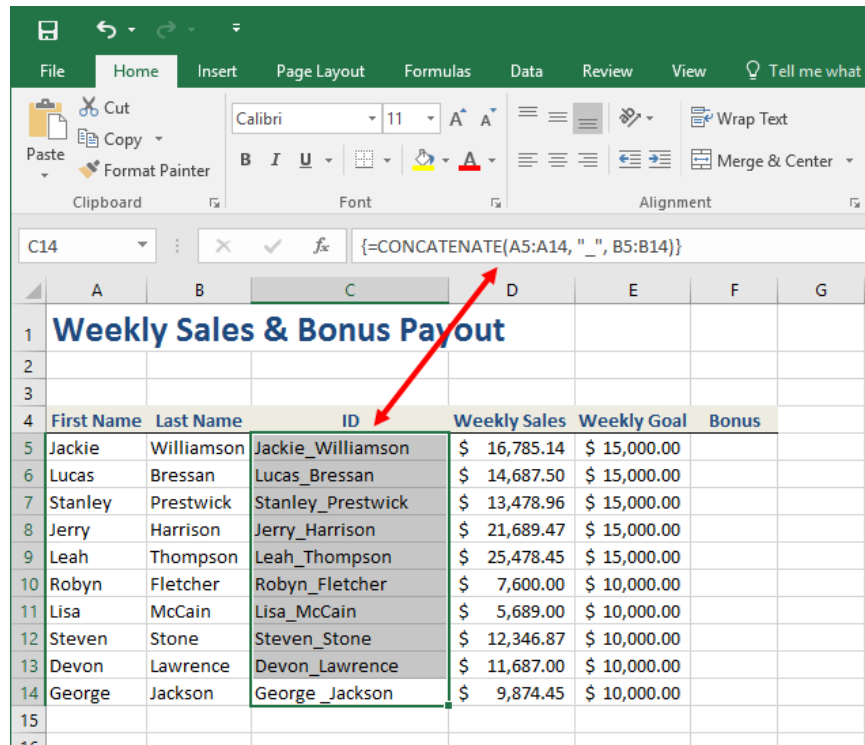 File Home Insert Page Layout Formulas Data Review View Tell me what
Cut
Copy
Paste
Format Painter
Clipboard
Calibri 11 A A
B I U A
Font
Wrap Text
Merge & Center
Alignment
C14 fx {=CONCATENATE(A5:A14, "_", B5:B14)}
A B C D E F G
1 Weekly Sales & Bonus Payout
2
3
4 First Name Last Name ID Weekly Sales Weekly Goal Bonus
5 Jackie Williamson Jackie_Williamson $ 16,785.14 $ 15,000.00
6 Lucas Bressan Lucas_Bressan $ 14,687.50 $ 15,000.00
7 Stanley Prestwick Stanley_Prestwick $ 13,478.96 $ 15,000.00
8 Jerry Harrison Jerry_Harrison $ 21,689.47 $ 15,000.00
9 Leah Thompson Leah_Thompson $ 25,478.45 $ 15,000.00
10 Robyn Fletcher Robyn_Fletcher $ 7,600.00 $ 10,000.00
11 Lisa McCain Lisa_McCain $ 5,689.00 $ 10,000.00
12 Steven Stone Steven_Stone $ 12,346.87 $ 10,000.00
13 Devon Lawrence Devon_Lawrence $ 11,687.00 $ 10,000.00
14 George Jackson George _Jackson $ 9,874.45 $ 10,000.00
15
16